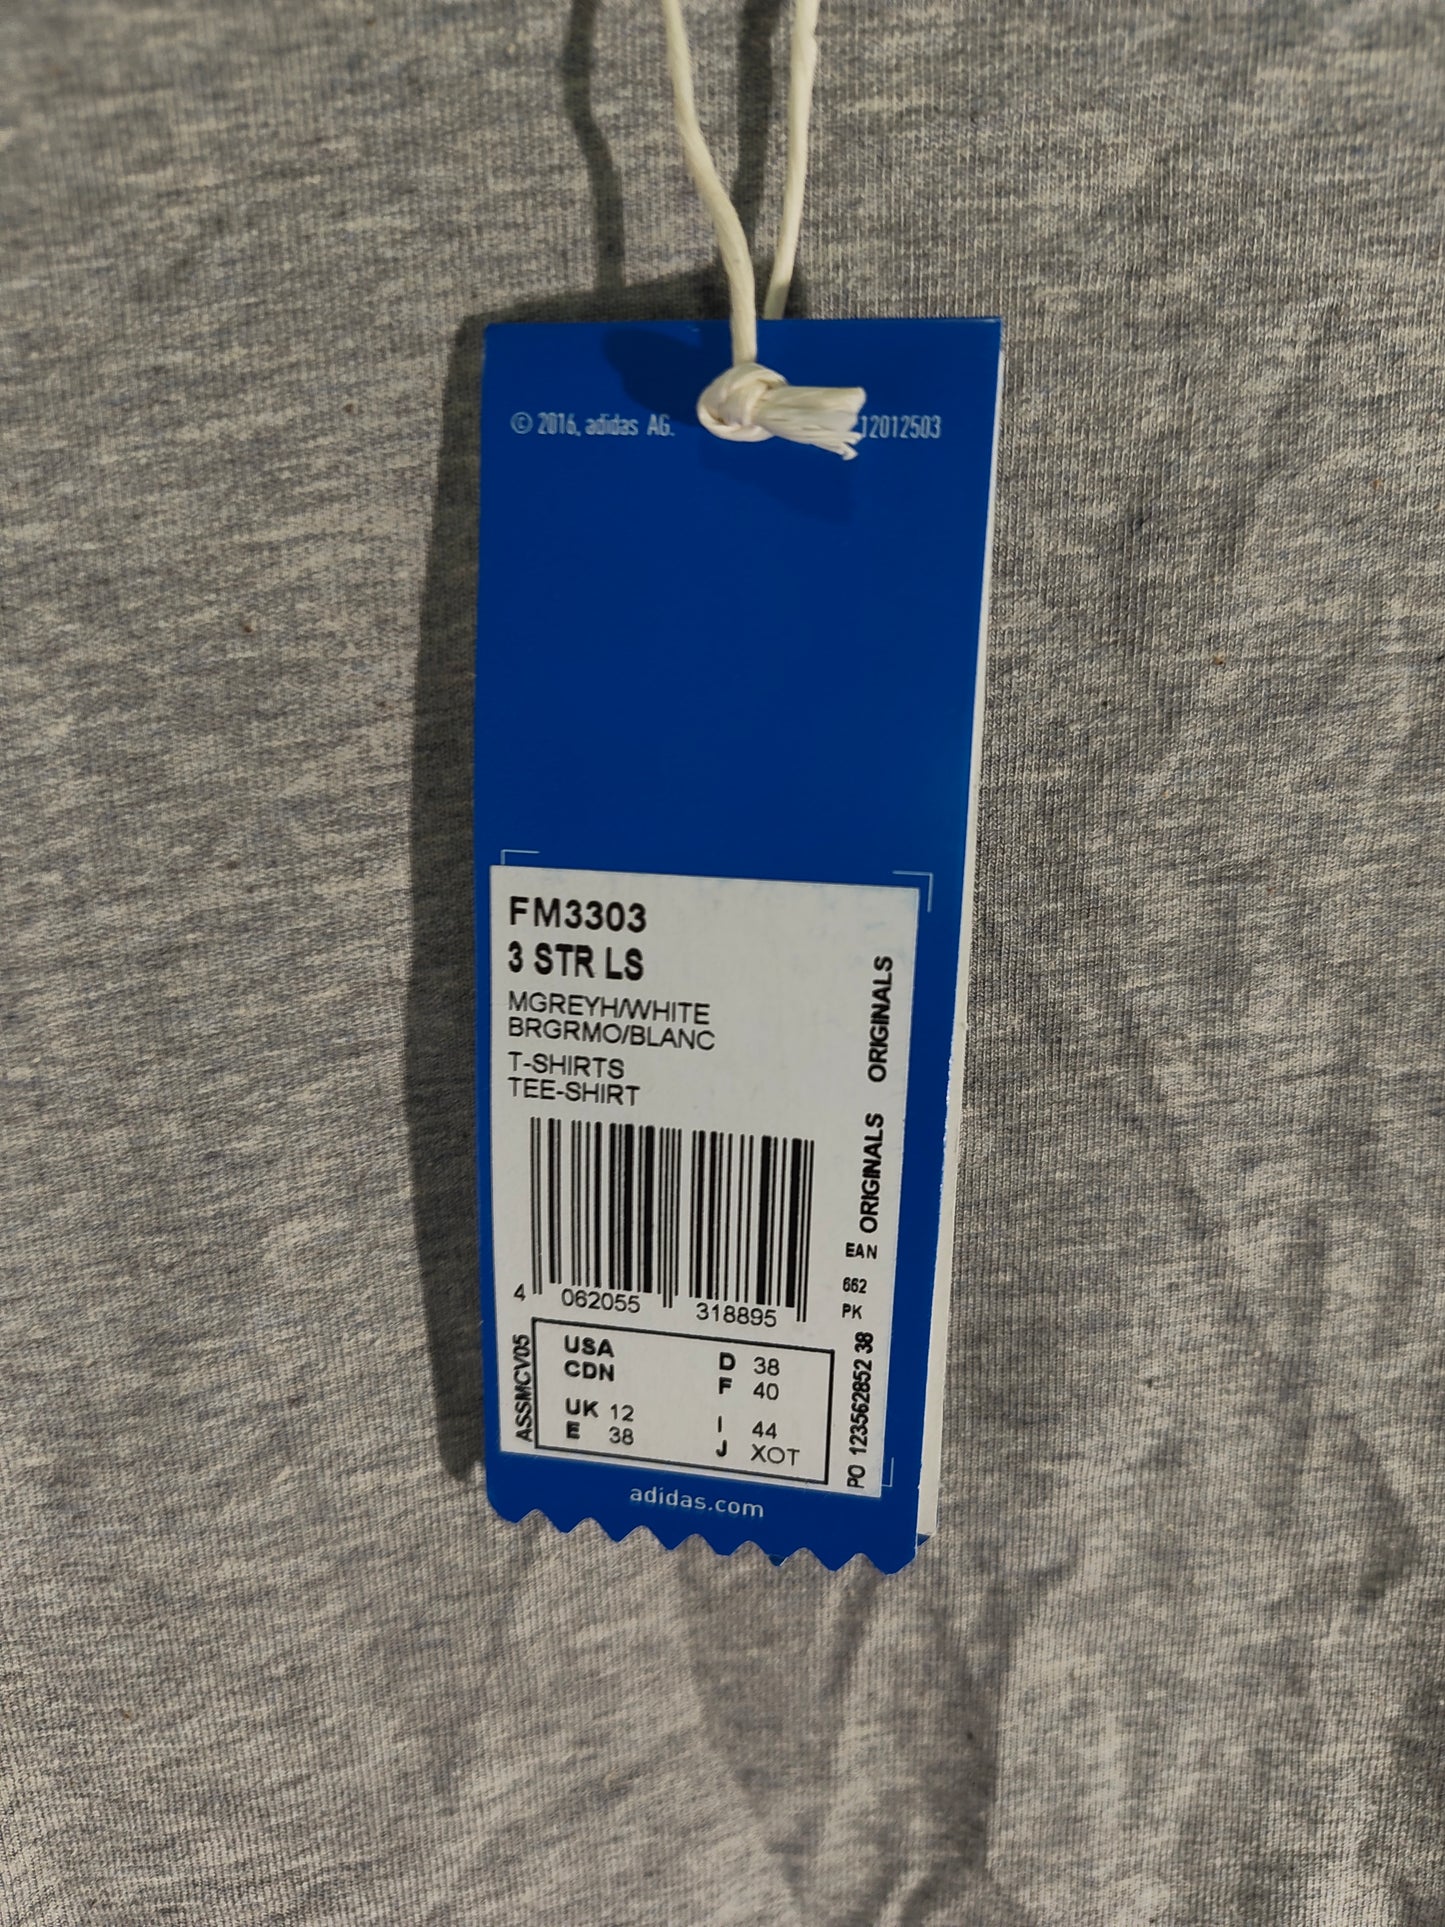 © 2016, adidas AG.
12012503
FM3303
3 STR LS
MGREYH/WHITE
BRGRMO/BLANC
T-SHIRTS
TEE-SHIRT
ORIGINALS
ORIGINALS
EAN
662
PK
PO 123562852 38
4 062055 318895
ASSMCV05
USA
CDN
UK 12
E 38
D 38
F 40
I 44
J XOT
adidas.com